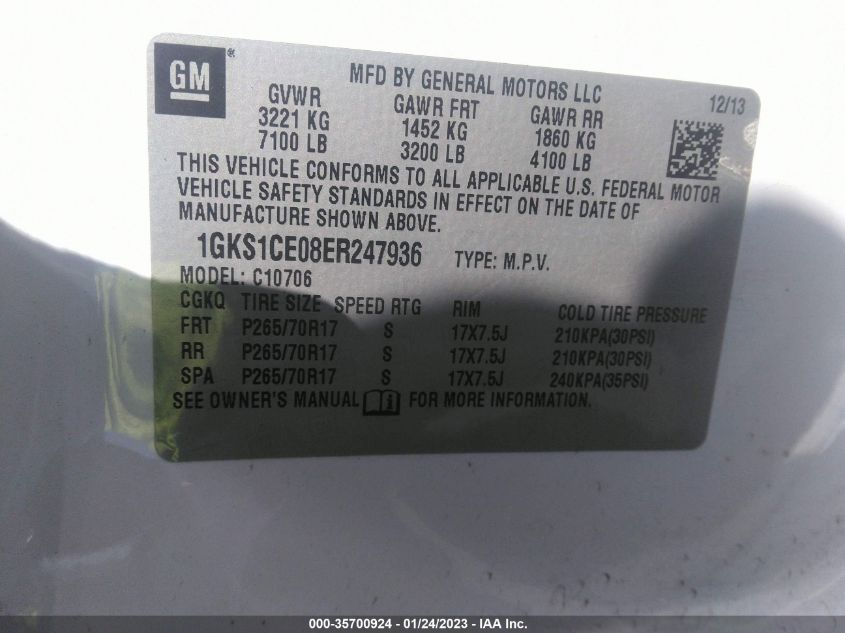 GM®
MFD BY GENERAL MOTORS LLC
12/13
GVWR GAWR FRT GAWR RR
3221 KG 1452 KG 1860 KG
7100 LB 3200 LB 4100 LB
THIS VEHICLE CONFORMS TO ALL APPLICABLE U.S. FEDERAL MOTOR
VEHICLE SAFETY STANDARDS IN EFFECT ON THE DATE OF
MANUFACTURE SHOWN ABOVE.
1GKS1CE08ER247936 TYPE: M.P.V.
MODEL: C10706
CGKQ TIRE SIZE SPEED RTG RIM COLD TIRE PRESSURE
FRT P265/70R17 S 17X7.5J 210KPA(30PSI)
RR P265/70R17 S 17X7.5J 210KPA(30PSI)
SPA P265/70R17 S 17X7.5J 240KPA(35PSI)
SEE OWNER'S MANUAL FOR MORE INFORMATION.
000-35700924 - 01/24/2023 - IAA Inc.